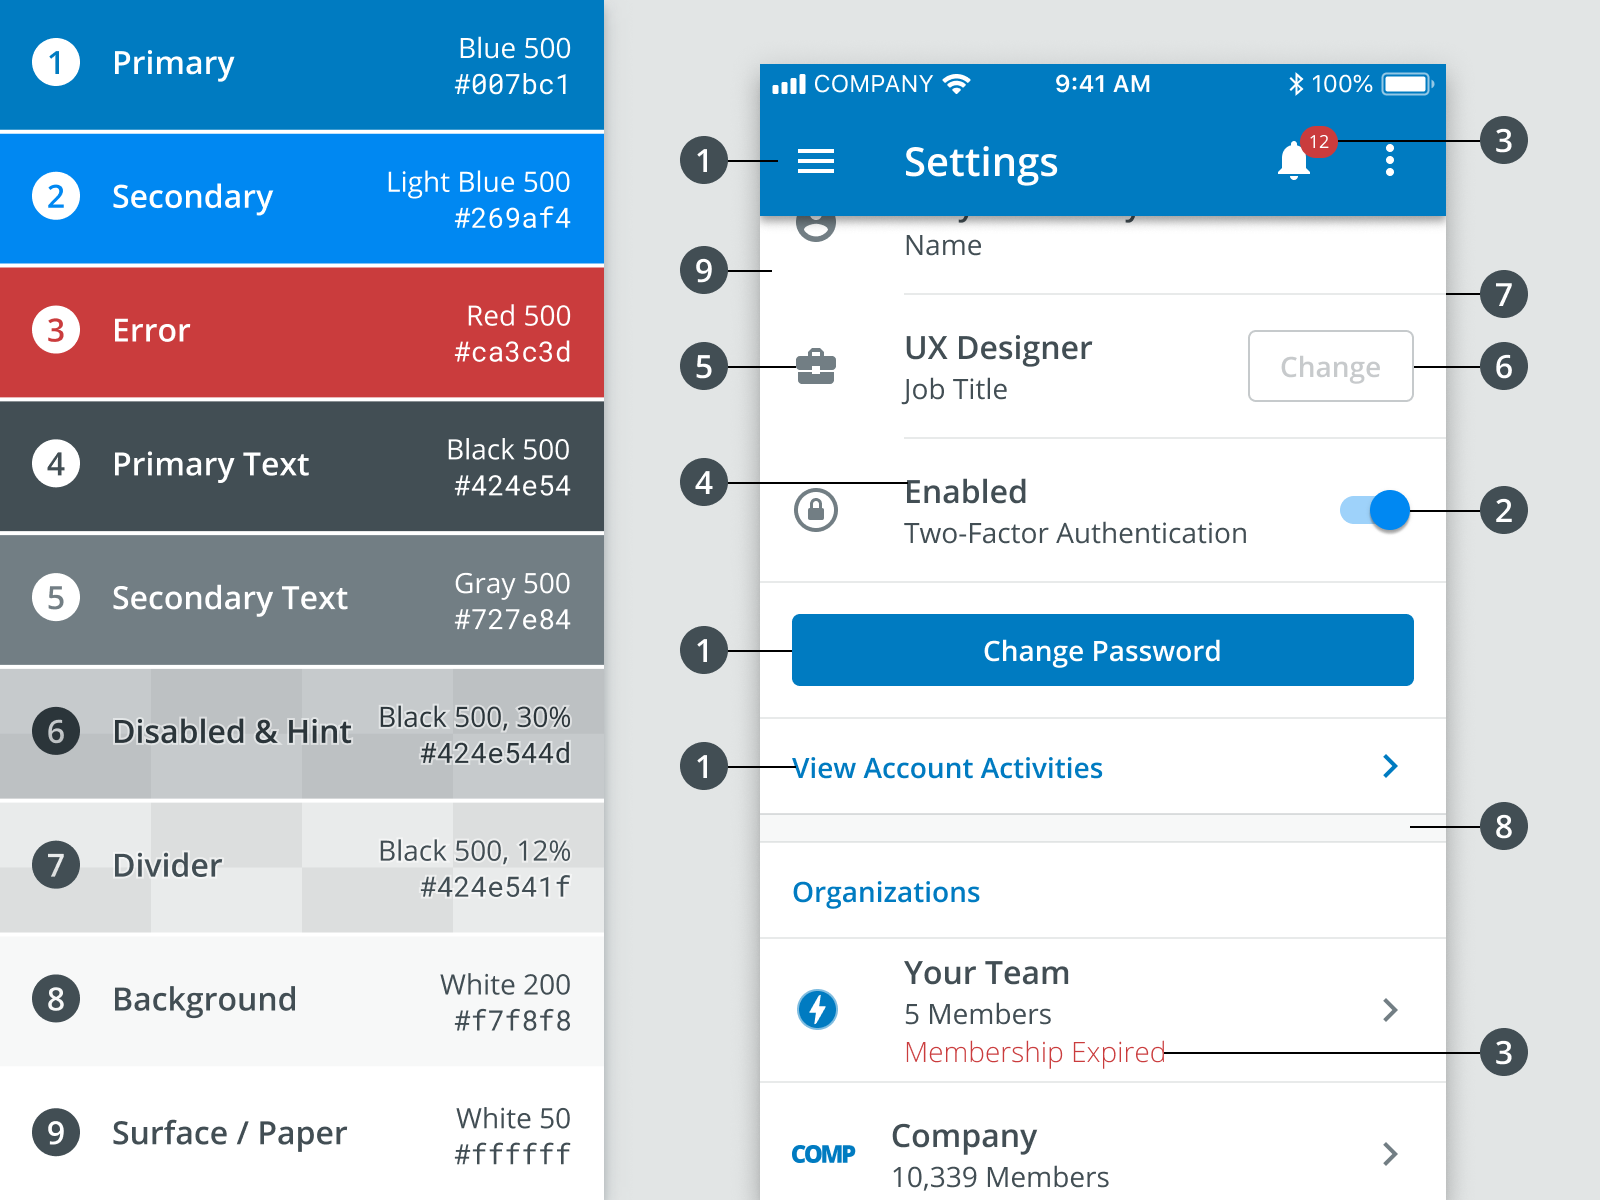 1 Primary Blue 500
#007bc1
2 Secondary Light Blue 500
#269af4
3 Error Red 500
#ca3c3d
4 Primary Text Black 500
#424e54
5 Secondary Text Gray 500
#727e84
6 Disabled & Hint Black 500, 30%
#424e544d
7 Divider Black 500, 12%
#424e541f
8 Background White 200
#f7f8f8
9 Surface / Paper White 50
#ffffff
COMPANY 9:41 AM 100%
1 Settings 12 3
Name
9
7
UX Designer
5 Change 6
Job Title
4 Enabled
2
Two-Factor Authentication
1 Change Password
1 View Account Activities
8
Organizations
Your Team
5 Members
Membership Expired 3
Company
COMP
10,339 Members